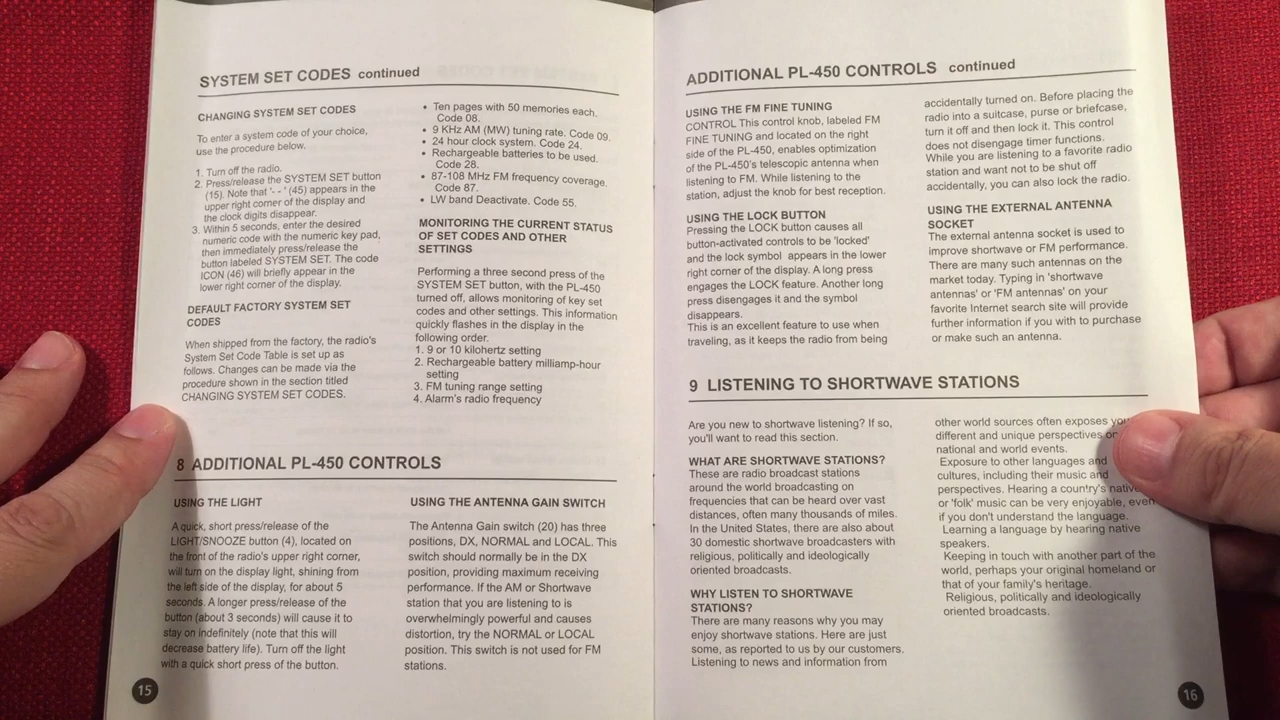 SYSTEM SET CODES continued
CHANGING SYSTEM SET CODES
To enter a system code of your choice,
use the procedure below.
1. Turn off the radio.
2. Press/release the SYSTEM SET button
(15). Note that '- - ' (45) appears in the
upper right corner of the display and
the clock digits disappear.
3. Within 5 seconds, enter the desired
numeric code with the numeric key pad,
then immediately press/release the
button labeled SYSTEM SET. The code
ICON (46) will briefly appear in the
lower right corner of the display.
DEFAULT FACTORY SYSTEM SET
CODES
When shipped from the factory, the radio's
System Set Code Table is set up as
follows. Changes can be made via the
procedure shown in the section titled
CHANGING SYSTEM SET CODES.
• Ten pages with 50 memories each.
Code 08.
• 9 KHz AM (MW) tuning rate. Code 09.
• 24 hour clock system. Code 24.
• Rechargeable batteries to be used.
Code 28.
• 87-108 MHz FM frequency coverage.
Code 87.
• LW band Deactivate. Code 55.
MONITORING THE CURRENT STATUS
OF SET CODES AND OTHER
SETTINGS
Performing a three second press of the
SYSTEM SET button, with the PL-450
turned off, allows monitoring of key set
codes and other settings. This information
quickly flashes in the display in the
following order.
1. 9 or 10 kilohertz setting
2. Rechargeable battery milliamp-hour
setting
3. FM tuning range setting
4. Alarm's radio frequency
8 ADDITIONAL PL-450 CONTROLS
USING THE LIGHT
A quick, short press/release of the
LIGHT/SNOOZE button (4), located on
the front of the radio's upper right corner,
will turn on the display light, shining from
the left side of the display, for about 5
seconds. A longer press/release of the
button (about 3 seconds) will cause it to
stay on indefinitely (note that this will
decrease battery life). Turn off the light
with a quick short press of the button.
USING THE ANTENNA GAIN SWITCH
The Antenna Gain switch (20) has three
positions, DX, NORMAL and LOCAL. This
switch should normally be in the DX
position, providing maximum receiving
performance. If the AM or Shortwave
station that you are listening to is
overwhelmingly powerful and causes
distortion, try the NORMAL or LOCAL
position. This switch is not used for FM
stations.
15
ADDITIONAL PL-450 CONTROLS continued
USING THE FM FINE TUNING
CONTROL This control knob, labeled FM
FINE TUNING and located on the right
side of the PL-450, enables optimization
of the PL-450's telescopic antenna when
listening to FM. While listening to the
station, adjust the knob for best reception.
USING THE LOCK BUTTON
Pressing the LOCK button causes all
button-activated controls to be 'locked'
and the lock symbol appears in the lower
right corner of the display. A long press
engages the LOCK feature. Another long
press disengages it and the symbol
disappears.
This is an excellent feature to use when
traveling, as it keeps the radio from being
accidentally turned on. Before placing the
radio into a suitcase, purse or briefcase,
turn it off and then lock it. This control
does not disengage timer functions.
While you are listening to a favorite radio
station and want not to be shut off
accidentally, you can also lock the radio.
USING THE EXTERNAL ANTENNA
SOCKET
The external antenna socket is used to
improve shortwave or FM performance.
There are many such antennas on the
market today. Typing in 'shortwave
antennas' or 'FM antennas' on your
favorite Internet search site will provide
further information if you with to purchase
or make such an antenna.
9 LISTENING TO SHORTWAVE STATIONS
Are you new to shortwave listening? If so,
you'll want to read this section.
WHAT ARE SHORTWAVE STATIONS?
These are radio broadcast stations
around the world broadcasting on
frequencies that can be heard over vast
distances, often many thousands of miles.
In the United States, there are also about
30 domestic shortwave broadcasters with
religious, politically and ideologically
oriented broadcasts.
WHY LISTEN TO SHORTWAVE
STATIONS?
There are many reasons why you may
enjoy shortwave stations. Here are just
some, as reported to us by our customers.
Listening to news and information from
other world sources often exposes you
different and unique perspectives on
national and world events.
Exposure to other languages and
cultures, including their music and
perspectives. Hearing a country's native
or 'folk' music can be very enjoyable, even
if you don't understand the language.
Learning a language by hearing native
speakers.
Keeping in touch with another part of the
world, perhaps your original homeland or
that of your family's heritage.
Religious, politically and ideologically
oriented broadcasts.
16